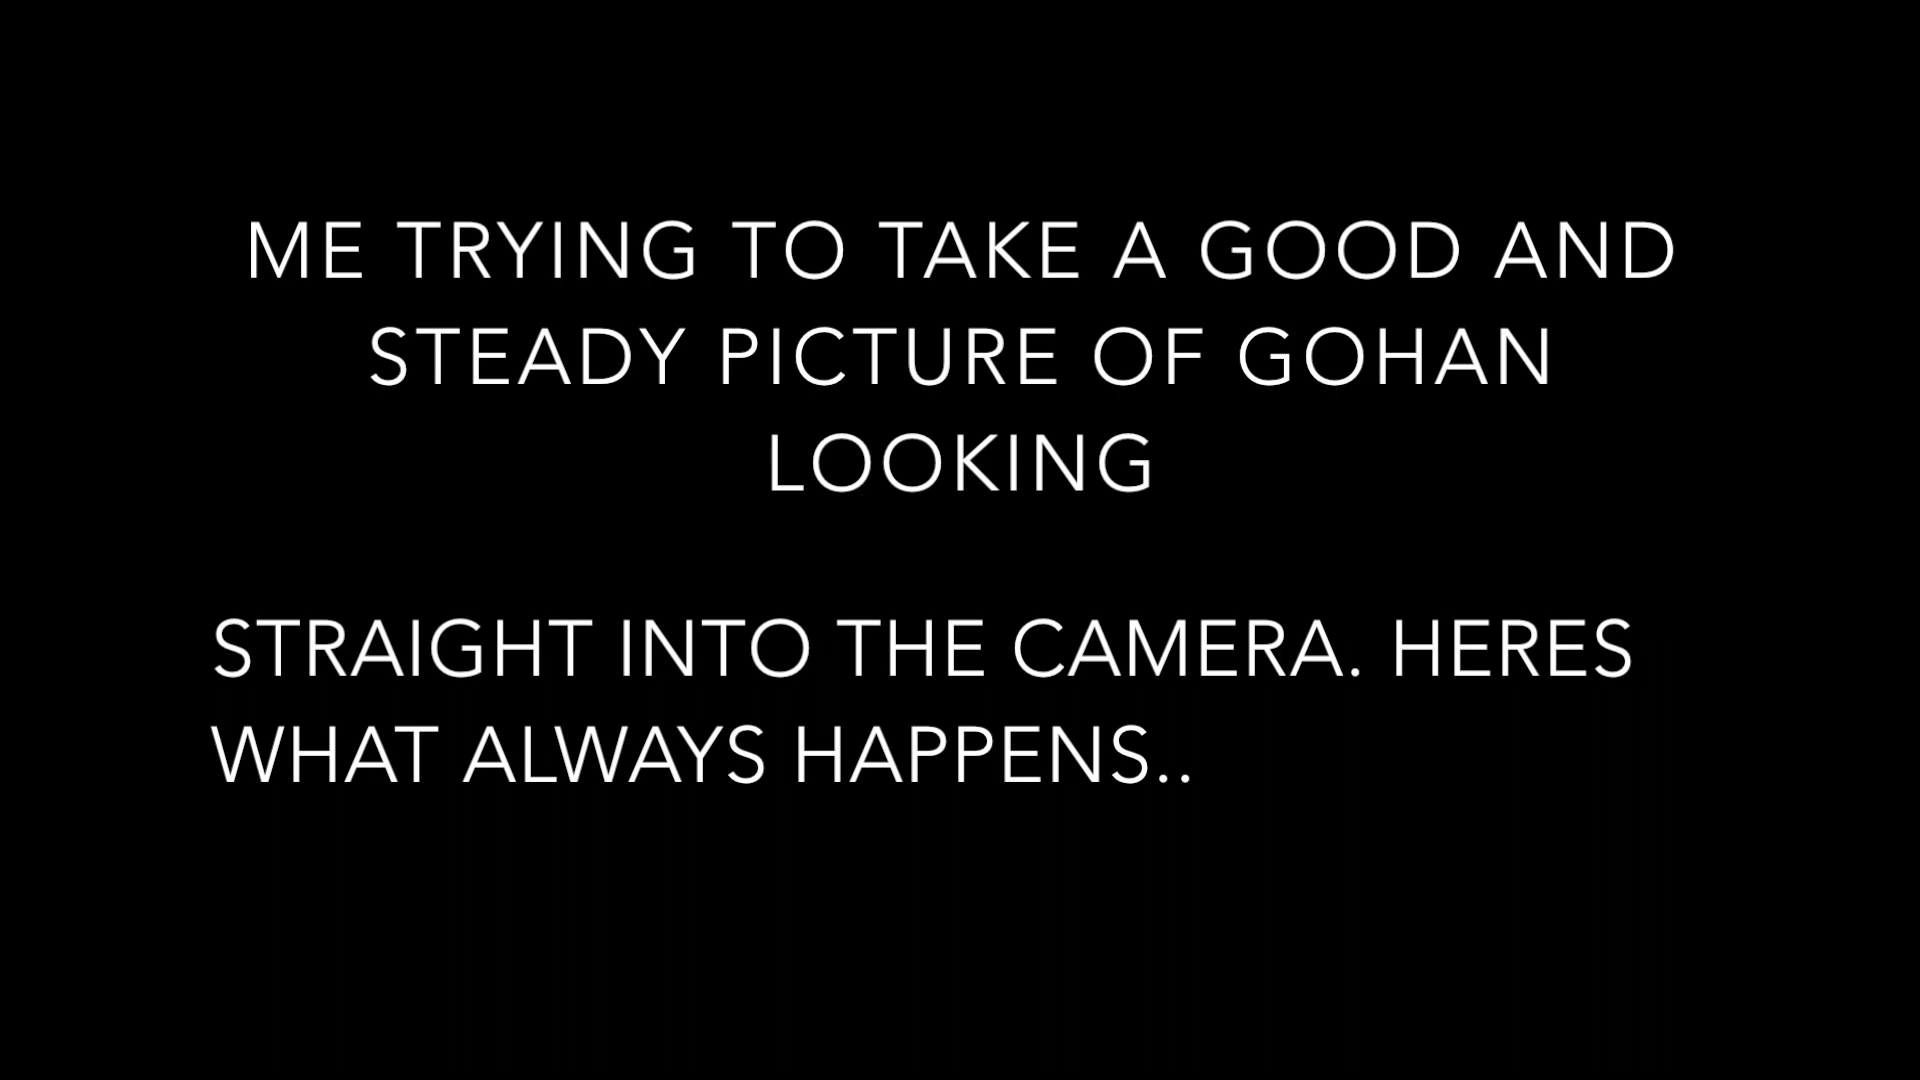 ME TRYING TO TAKE A GOOD AND
STEADY PICTURE OF GOHAN
LOOKING
STRAIGHT INTO THE CAMERA. HERES
WHAT ALWAYS HAPPENS..